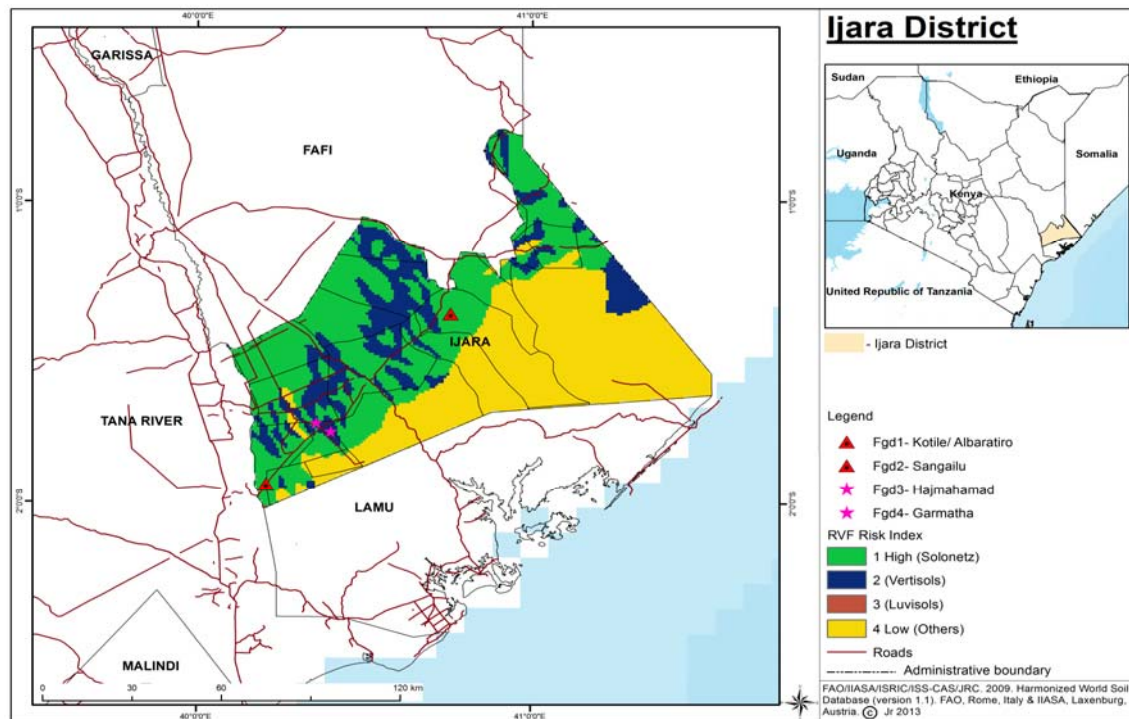 40°0'0"E
41°0'0"E
Ijara District
GARISSA
FAFI
1°0'0"S
1°0'0"S
IJARA
TANA RIVER
2°0'0"S
2°0'0"S
LAMU
MALINDI
0 30 60 120 km
40°0'0"E
41°0'0"E
Sudan
Ethiopia
Uganda
Somalia
Kenya
United Republic of Tanzania
- Ijara District
Legend
Fgd1- Kotile/ Albaratiro
Fgd2- Sangailu
Fgd3- Hajmahamad
Fgd4- Garmatha
RVF Risk Index
1 High (Solonetz)
2 (Vertisols)
3 (Luvisols)
4 Low (Others)
Roads
Administrative boundary
FAO/IIASA/ISRIC/ISS-CAS/JRC. 2009. Harmonized World Soil
Database (version 1.1). FAO, Rome, Italy & IIASA, Laxenburg,
Austria. © Jr 2013